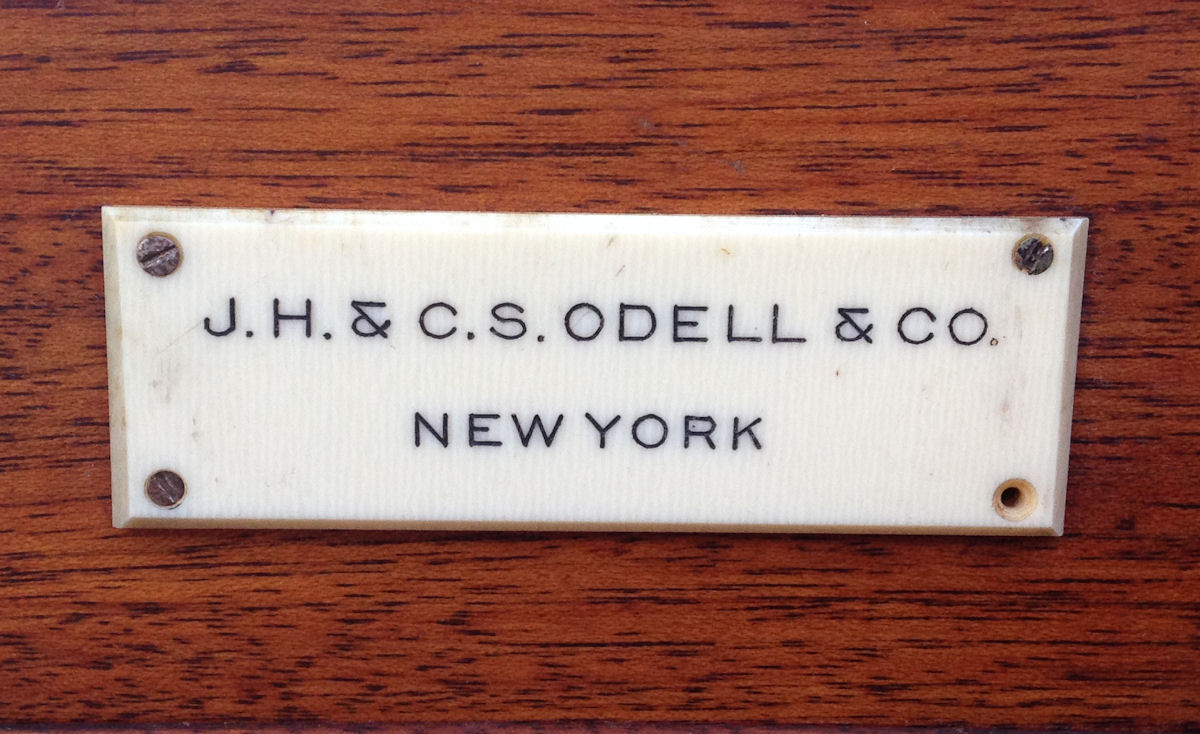 J.H. & C.S. ODELL & CO.
NEW YORK